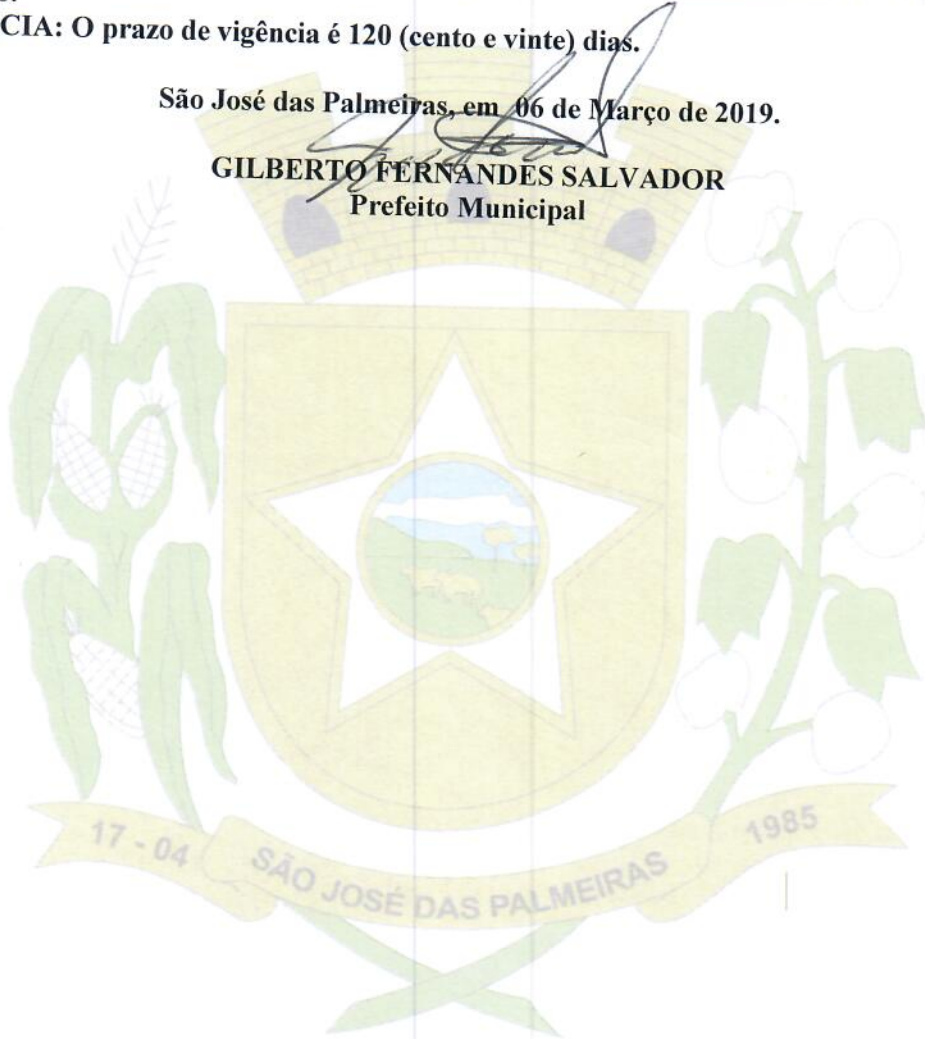 CIA: O prazo de vigência é 120 (cento e vinte) dias.
São José das Palmeiras, em 06 de Março de 2019.
GILBERTO FERNANDES SALVADOR
Prefeito Municipal
17 - 04
SÃO JOSÉ DAS PALMEIRAS
1985